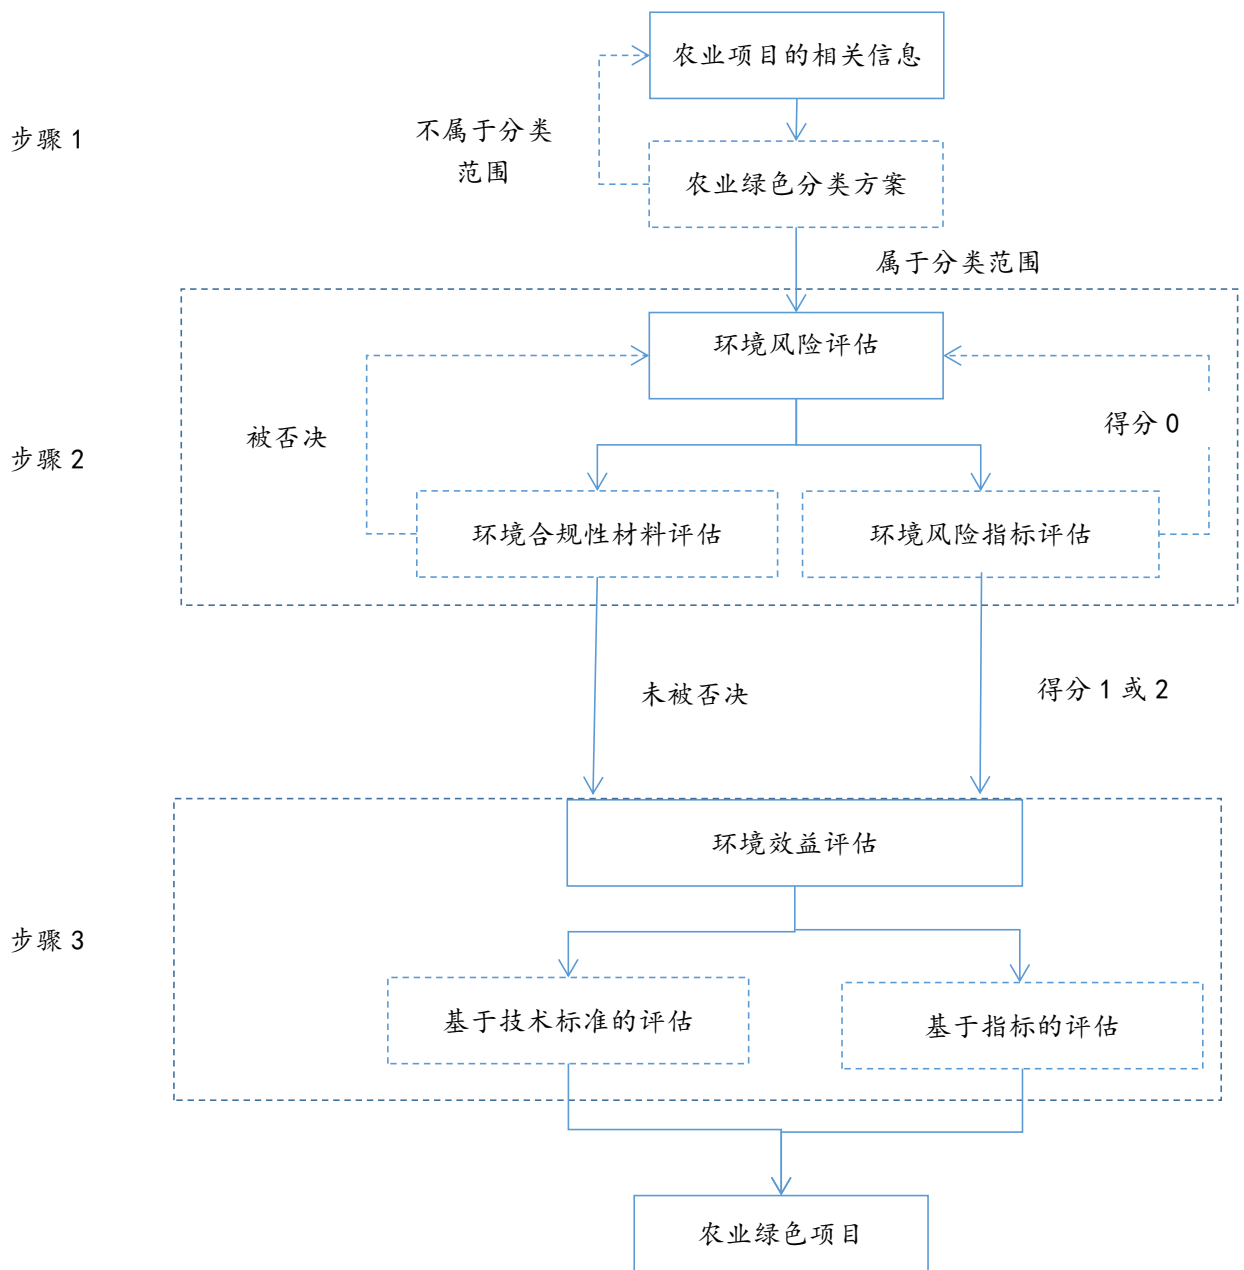 农业项目的相关信息
步骤 1
不属于分类
范围
农业绿色分类方案
属于分类范围
环境风险评估
被否决
得分 0
步骤 2
环境合规性材料评估
环境风险指标评估
未被否决
得分 1 或 2
环境效益评估
步骤 3
基于技术标准的评估
基于指标的评估
农业绿色项目